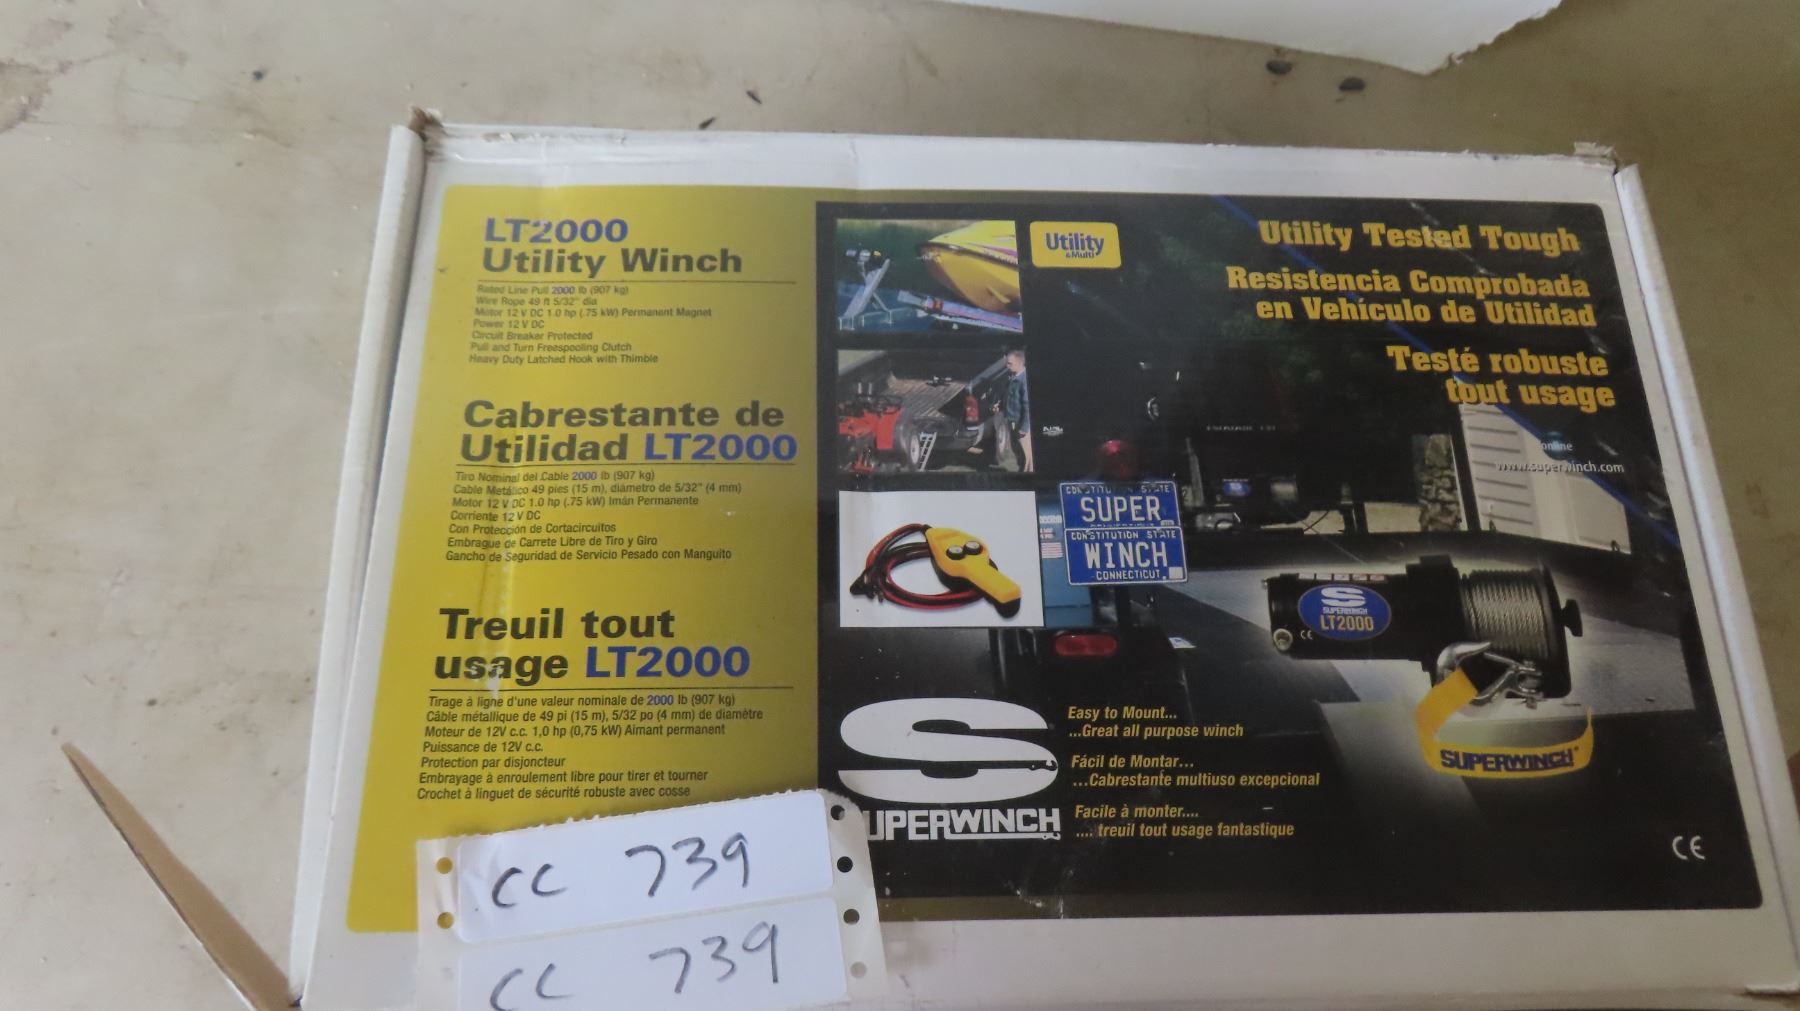 LT2000
Utility Winch
Rated Line Pull 2000 lb (907 kg)
Wire Rope 49 ft 5/32" dia
Motor 12 V DC 1.0 hp (.75 kW) Permanent Magnet
Power 12 V DC
Circuit Breaker Protected
Pull and Turn Freespooling Clutch
Heavy Duty Latched Hook with Thimble
Cabrestante de
Utilidad LT2000
Tiro Nominal del Cable 2000 lb (907 kg)
Cable Metálico 49 pies (15 m), diámetro de 5/32" (4 mm)
Motor 12 V DC 1.0 hp (.75 kW) Imán Permanente
Corriente 12 V DC
Con Protección de Cortacircuitos
Embrague de Carrete Libre de Tiro y Giro
Gancho de Seguridad de Servicio Pesado con Manguito
Treuil tout
usage LT2000
Tirage à ligne d'une valeur nominale de 2000 lb (907 kg)
Câble métallique de 49 pi (15 m), 5/32 po (4 mm) de diamètre
Moteur de 12V c.c. 1,0 hp (0,75 kW) Aimant permanent
Puissance de 12V c.c.
Protection par disjoncteur
Embrayage à enroulement libre pour tirer et tourner
Crochet à linguet de sécurité robuste avec cosse
CC 739
CC 739
Utility
& Multi
Utility Tested Tough
Resistencia Comprobada
en Vehículo de Utilidad
Testé robuste
tout usage
online
www.superwinch.com
CONSTITUTION STATE
SUPER
CONSTITUTION STATE
WINCH
CONNECTICUT
S
SUPERWINCH
LT2000
CE
SUPERWINCH
SUPERWINCH
Easy to Mount...
...Great all purpose winch
Fácil de Montar...
...Cabrestante multiuso excepcional
Facile à monter....
.... treuil tout usage fantastique
CE